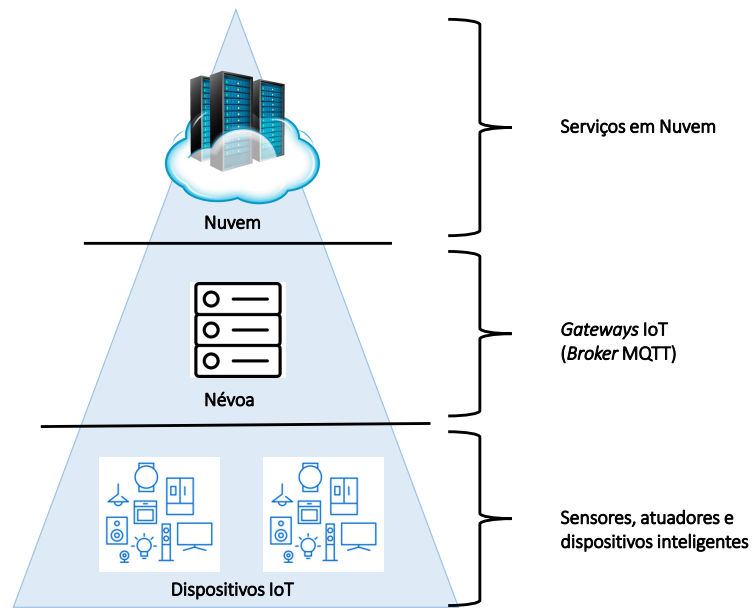 Serviços em Nuvem
Nuvem
Gateways IoT
(Broker MQTT)
Névoa
Sensores, atuadores e
dispositivos inteligentes
Dispositivos IoT